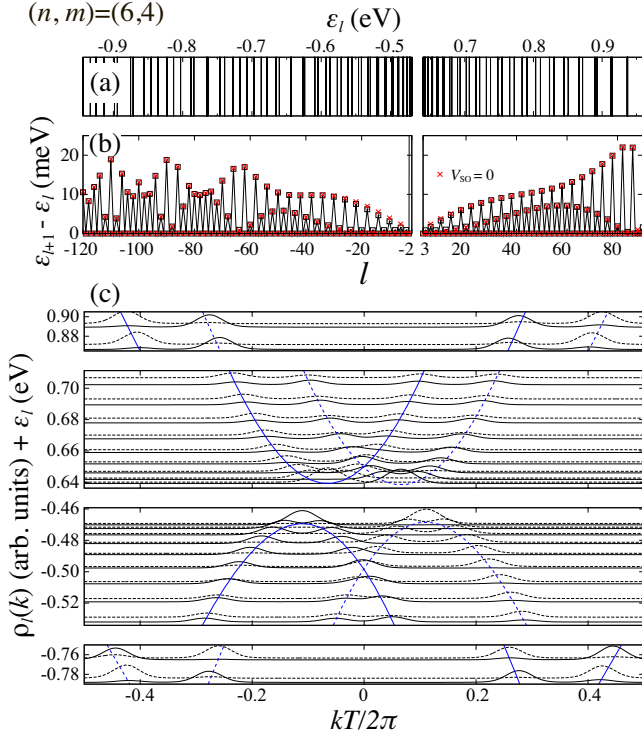 (n, m)=(6,4)
ε_l (eV)
-0.9 -0.8 -0.7 -0.6 -0.5 0.7 0.8 0.9
(a)
(b)
ε_{l+1} - ε_l (meV)
20
10
0
× V_SO = 0
-120 -100 -80 -60 -40 -20 -2 3 20 40 60 80
l
(c)
ρ_l(k) (arb. units) + ε_l (eV)
0.90
0.88
0.70
0.68
0.66
0.64
-0.46
-0.48
-0.50
-0.52
-0.76
-0.78
-0.4 -0.2 0 0.2 0.4
kT/2π